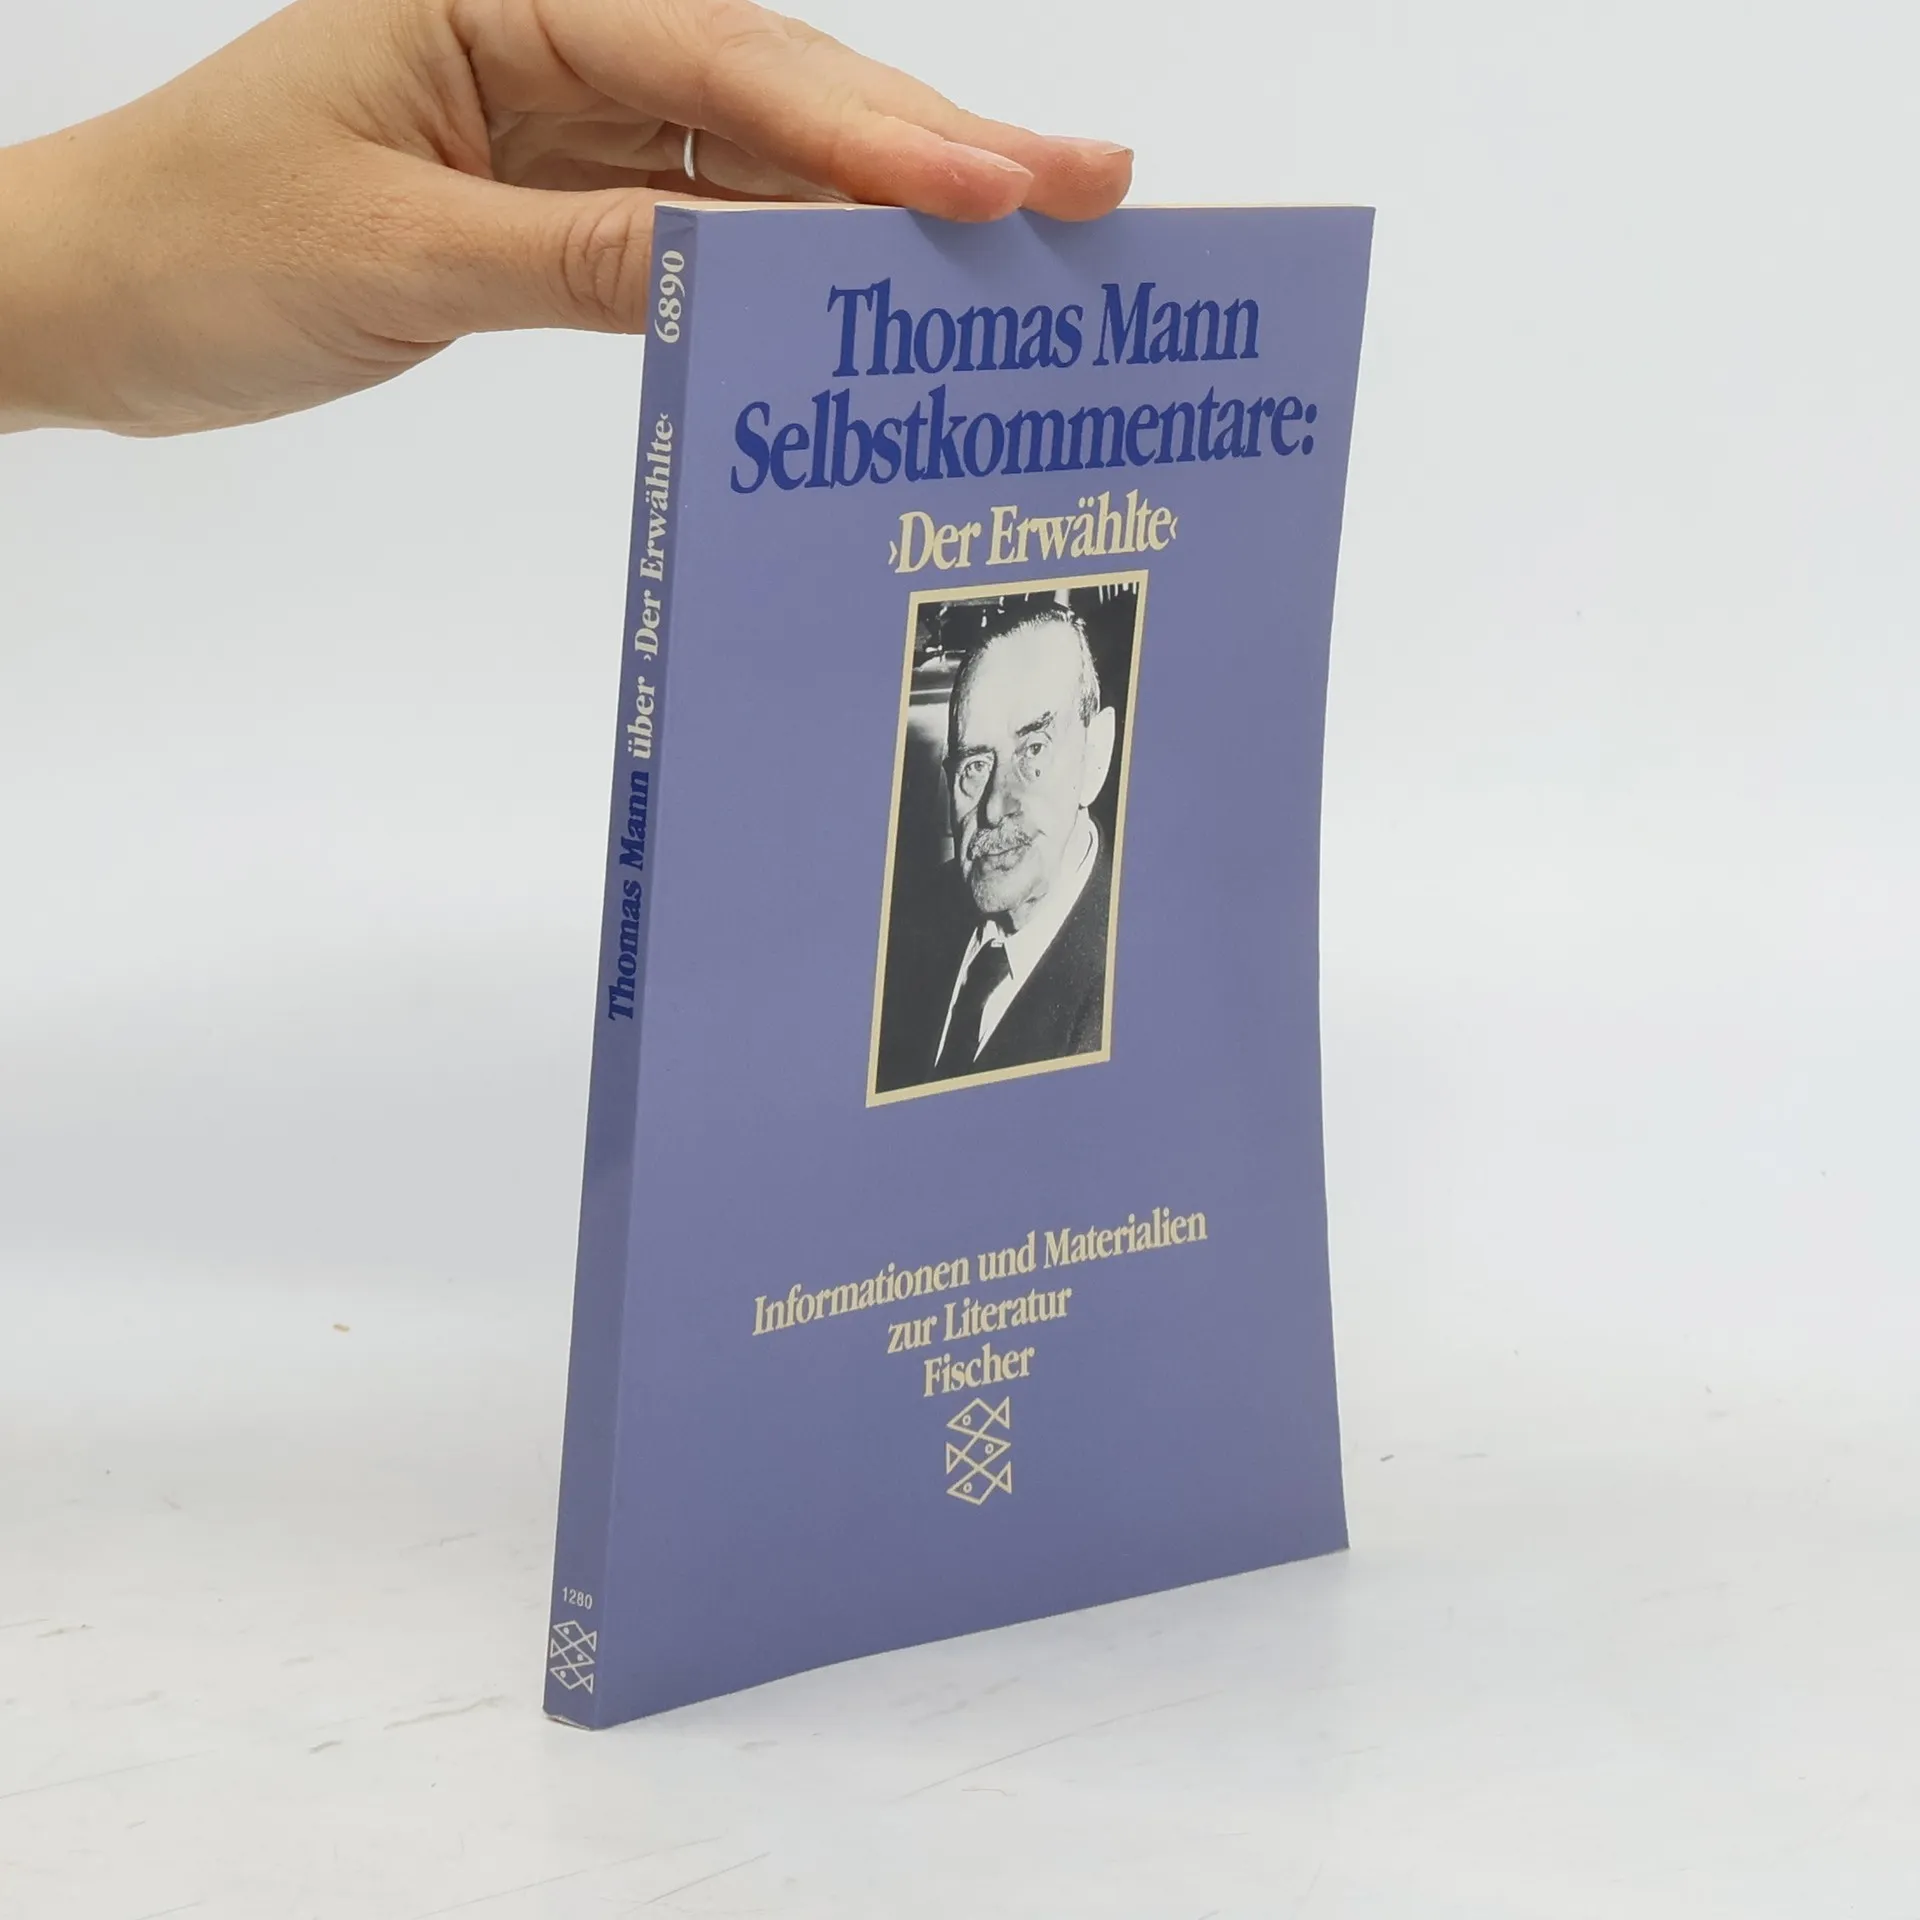 Thomas Mann
Selbstkommentare:
›Der Erwählte‹
Informationen und Materialien
zur Literatur
Fischer
Thomas Mann über ›Der Erwählte‹ 6890
1280